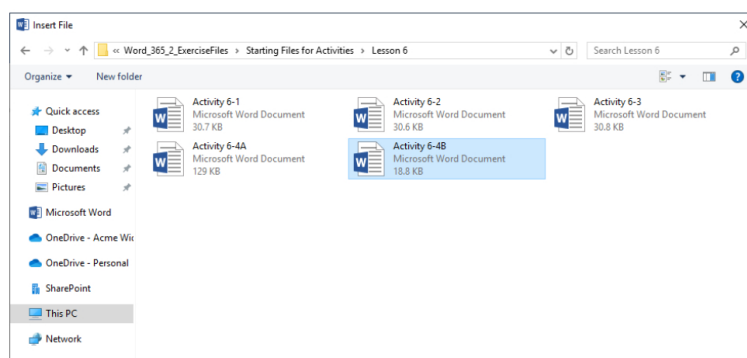 Insert File
« Word_365_2_ExerciseFiles › Starting Files for Activities › Lesson 6
Search Lesson 6
Organize
New folder
Quick access
Desktop
Downloads
Documents
Pictures
Microsoft Word
OneDrive - Acme Wic
OneDrive - Personal
SharePoint
This PC
Network
Activity 6-1
Microsoft Word Document
30.7 KB
Activity 6-2
Microsoft Word Document
30.6 KB
Activity 6-3
Microsoft Word Document
30.8 KB
Activity 6-4A
Microsoft Word Document
129 KB
Activity 6-4B
Microsoft Word Document
18.8 KB